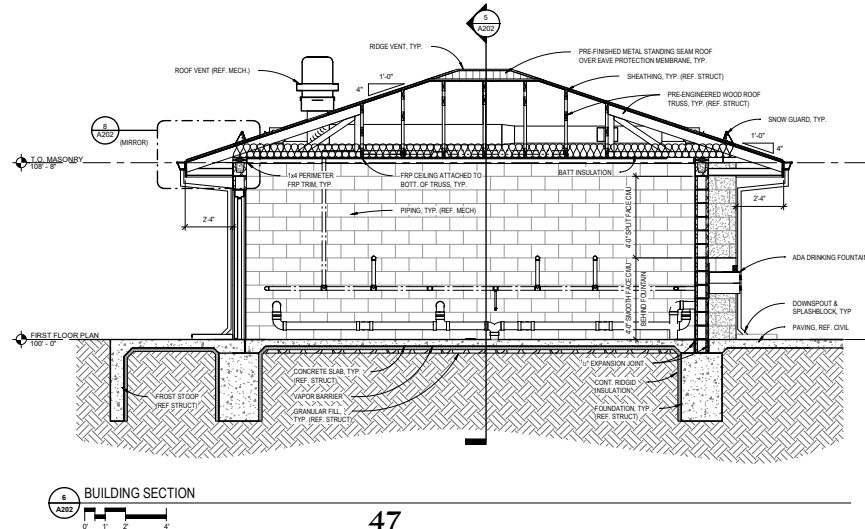 5
A202
RIDGE VENT, TYP.
PRE-FINISHED METAL STANDING SEAM ROOF
OVER EAVE PROTECTION MEMBRANE, TYP.
ROOF VENT (REF. MECH.)
1'-0"
4"
SHEATHING, TYP. (REF. STRUCT)
PRE-ENGINEERED WOOD ROOF
TRUSS, TYP. (REF. STRUCT)
8
A202
(MIRROR)
SNOW GUARD, TYP.
1'-0"
4"
T.O. MASONRY
108' - 8"
1x4 PERIMETER
FRP TRIM, TYP.
FRP CEILING ATTACHED TO
BOTT. OF TRUSS, TYP.
BATT INSULATION
2'-4"
PIPING, TYP. (REF. MECH)
4'-0" SPLIT FACE CMU
2'-4"
4'-0" SMOOTH FACE CMU
BEHIND FOUNTAIN
ADA DRINKING FOUNTAIN
DOWNSPOUT &
SPLASHBLOCK, TYP
PAVING, REF. CIVIL
FIRST FLOOR PLAN
100' - 0"
CONCRETE SLAB, TYP.
(REF. STRUCT)
VAPOR BARRIER
GRANULAR FILL,
TYP. (REF. STRUCT)
FROST STOOP
(REF STRUCT)
½" EXPANSION JOINT
CONT. RIDGID
INSULATION
FOUNDATION, TYP.
(REF. STRUCT)
6
A202
BUILDING SECTION
0' 1' 2' 4'
47